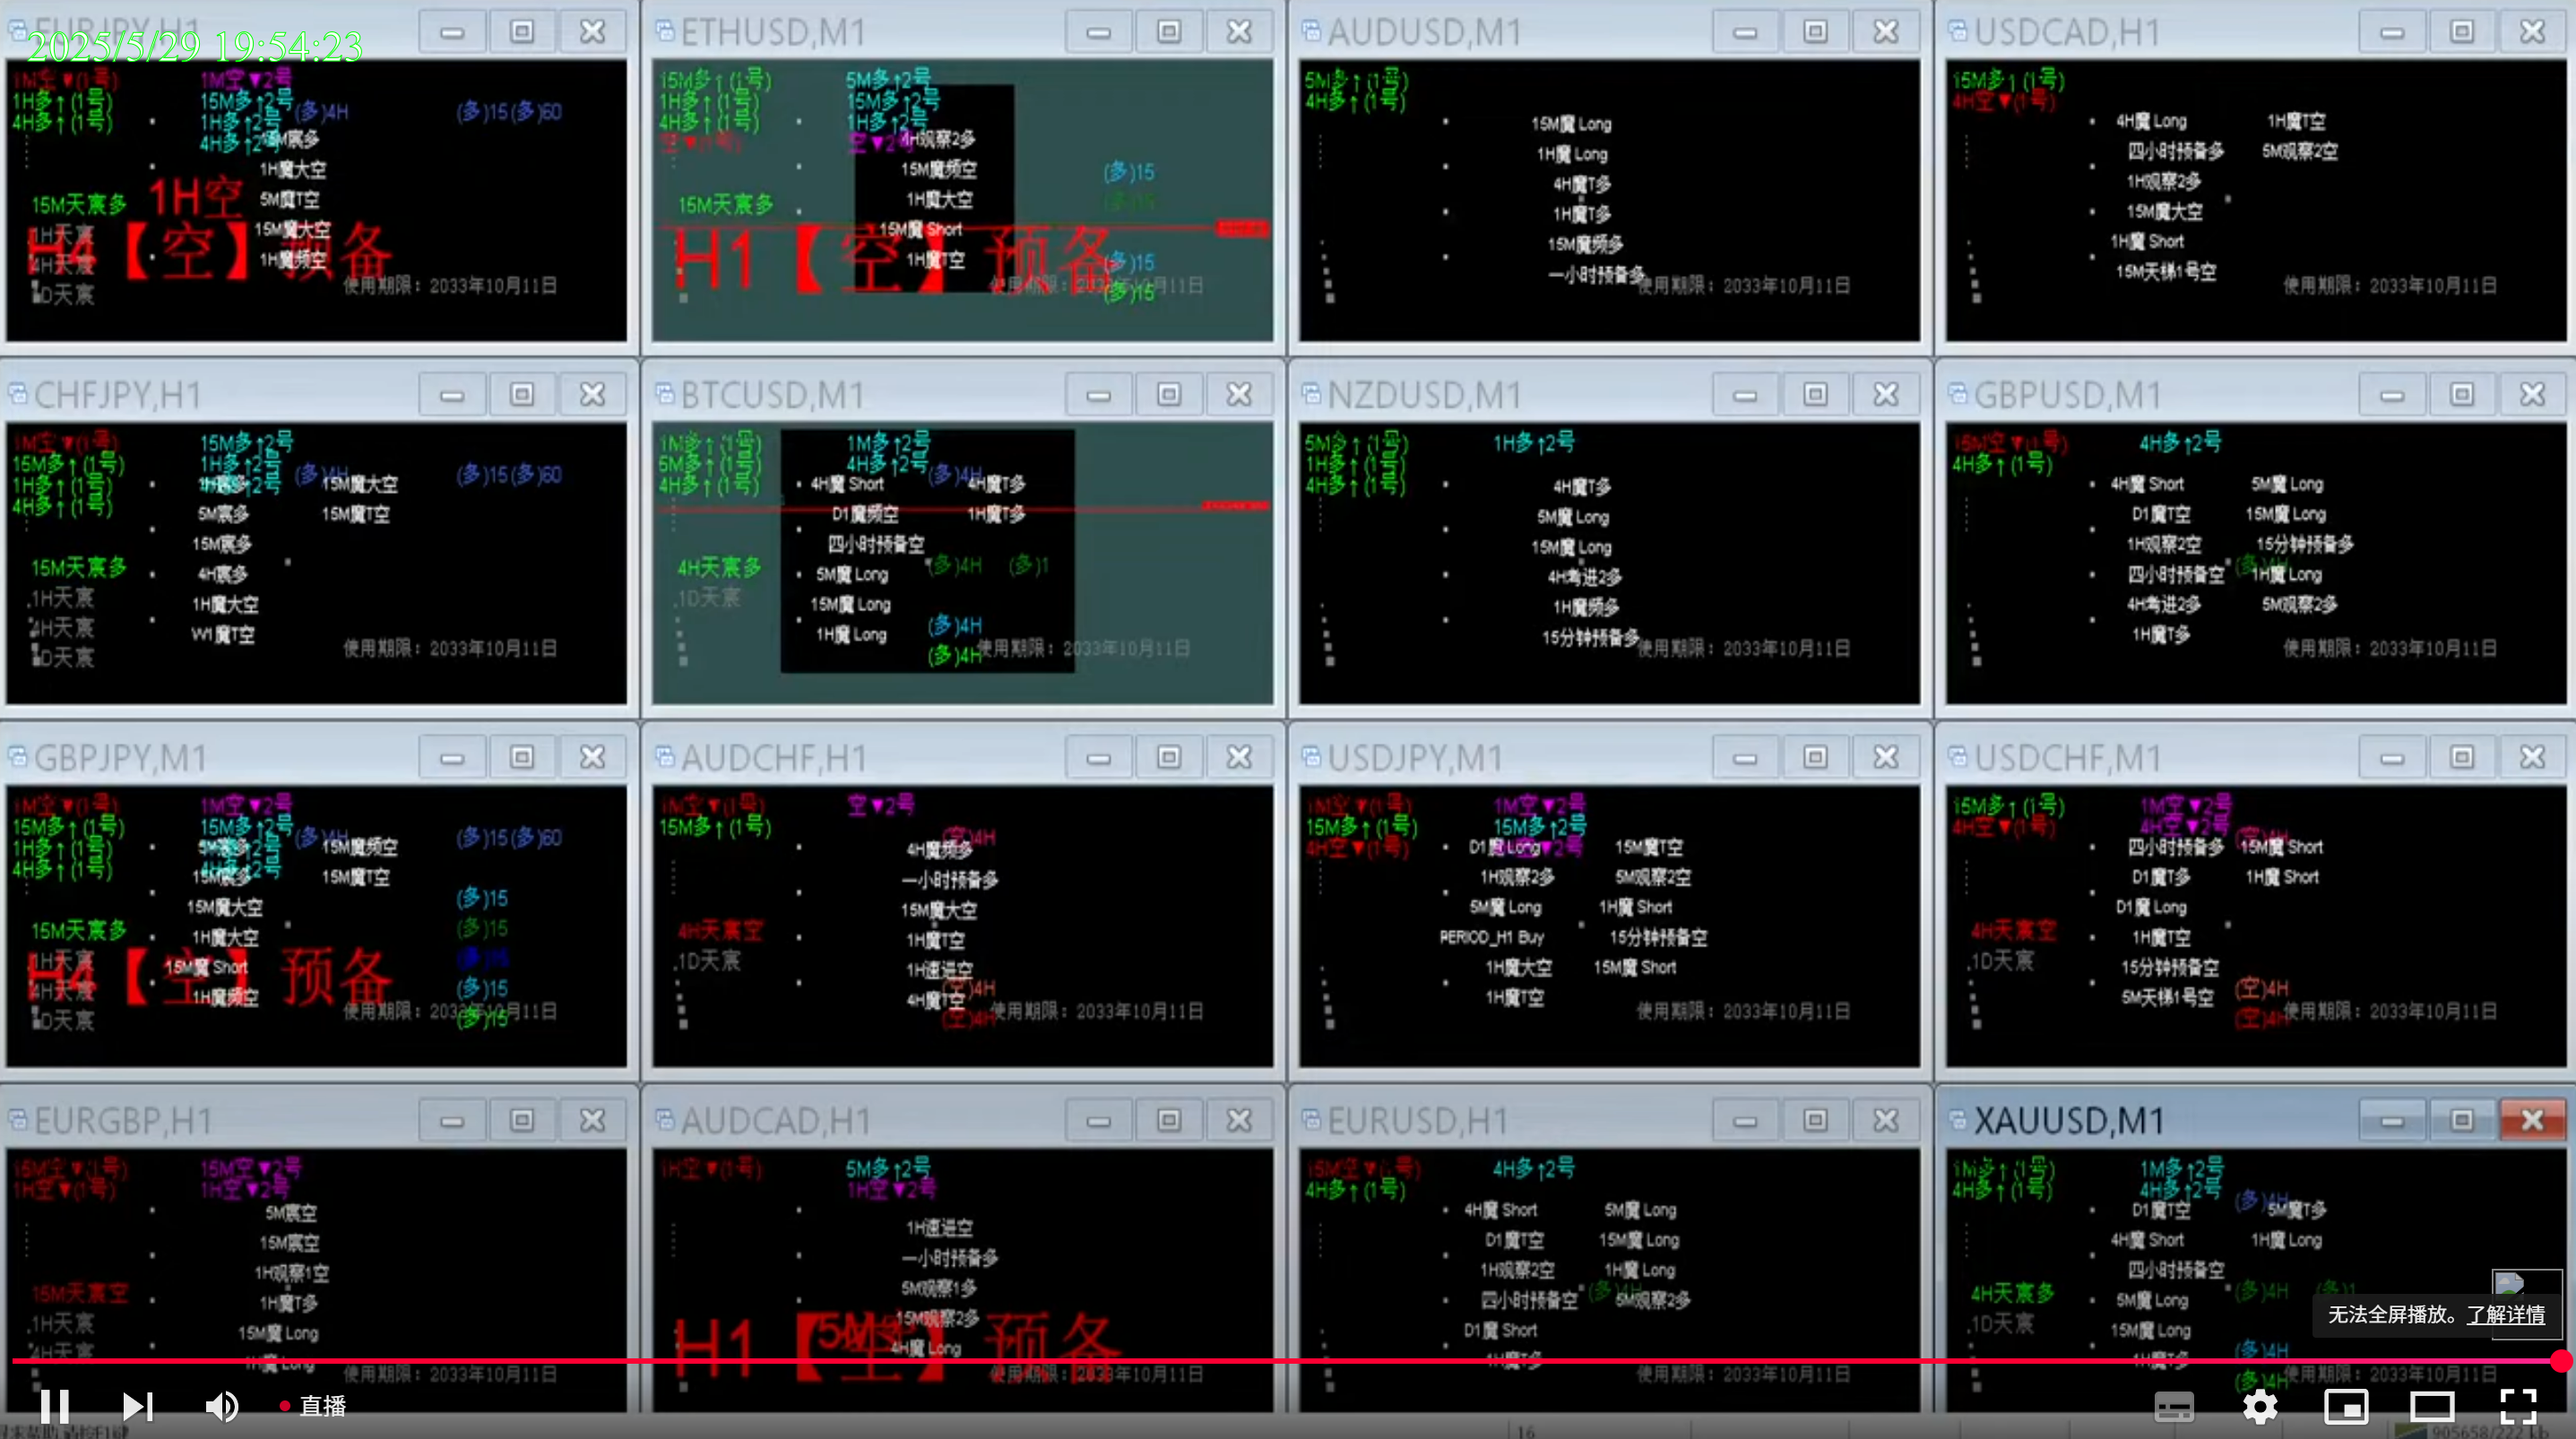 EURJPY,H1
2025/5/29 19:54:23
1M空▼(1号)
1M空▼2号
1H多↑(1号)
15M多↑2号
4H多↑(1号)
1H多↑2号
(多)4H
(多)15(多)60
4H多↑2号
1H魔大空
15M天宸多
1H空
5M魔T空
1H天宸
15M魔大空
H4【空】预备
4H天宸
1H魔频空
使用期限：2033年10月11日
D天宸
ETHUSD,M1
15M多↑(1号)
5M多↑2号
1H多↑(1号)
15M多↑2号
4H多↑(1号)
1H多↑2号
空▼(1号)
空▼2号
4H观察2多
15M魔频空
(多)15
15M天宸多
1H魔大空
(多)15
15M魔 Short
H1【空】预备
1H魔T空
(多)15
使用期限：2033年10月11日
(多)15
AUDUSD,M1
5M多↑(1号)
4H多↑(1号)
15M魔 Long
1H魔 Long
4H魔T多
1H魔T多
15M魔频多
一小时预备多
使用期限：2033年10月11日
USDCAD,H1
15M多↑(1号)
4H空▼(1号)
4H魔 Long
1H魔T空
四小时预备多
5M观察2空
1H观察2多
15M魔大空
1H魔 Short
15M天梯1号空
使用期限：2033年10月11日
CHFJPY,H1
1M空▼(1号)
15M多↑2号
15M多↑(1号)
1H多↑2号
(多)4H
(多)15(多)60
1H多↑(1号)
15M魔大空
4H多↑(1号)
5M宸多
15M魔T空
15M宸多
15M天宸多
4H宸多
.1H天宸
1H魔大空
4H天宸
W1魔T空
D天宸
使用期限：2033年10月11日
BTCUSD,M1
1M多↑(1号)
1M多↑2号
5M多↑(1号)
4H多↑2号
(多)4H
4H多↑(1号)
4H魔 Short
4H魔T多
D1魔频空
1H魔T多
四小时预备空
4H天宸多
(多)4H
(多)1
5M魔 Long
.1D天宸
15M魔 Long
(多)4H
1H魔 Long
(多)4H
使用期限：2033年10月11日
NZDUSD,M1
5M多↑(1号)
1H多↑2号
1H多↑(1号)
4H多↑(1号)
4H魔T多
5M魔 Long
15M魔 Long
4H考进2多
1H魔频多
15分钟预备多
使用期限：2033年10月11日
GBPUSD,M1
15M空▼(1号)
4H多↑2号
4H多↑(1号)
4H魔 Short
5M魔 Long
D1魔T空
15M魔 Long
1H观察2空
15分钟预备多
四小时预备空
1H魔 Long
4H考进2多
5M观察2多
1H魔T多
使用期限：2033年10月11日
GBPJPY,M1
1M空▼(1号)
1M空▼2号
15M多↑(1号)
15M多↑2号
(多)4H
(多)15(多)60
1H多↑(1号)
15M魔频空
4H多↑(1号)
4H多↑2号
15M宸多
15M魔T空
(多)15
15M魔大空
15M天宸多
(多)15
1H魔大空
1H天宸
(多)15
15M魔 Short
H4【空】预备
4H天宸
(多)15
1H魔频空
D天宸
(多)15
使用期限：2033年10月11日
AUDCHF,H1
1M空▼(1号)
空▼2号
15M多↑(1号)
(空)4H
4H魔频多
一小时预备多
15M魔大空
4H天宸空
1H魔T空
.1D天宸
1H速进空
(空)4H
4H魔T空
(空)4H
使用期限：2033年10月11日
USDJPY,M1
1M空▼(1号)
1M空▼2号
15M多↑(1号)
15M多↑2号
4H空▼(1号)
D1魔 Long
15M魔T空
1H观察2多
5M观察2空
5M魔 Long
1H魔 Short
PERIOD_H1 Buy
15分钟预备空
1H魔大空
15M魔 Short
1H魔T空
使用期限：2033年10月11日
USDCHF,M1
15M多↑(1号)
1M空▼2号
4H空▼(1号)
4H空▼2号
(空)4H
四小时预备多
15M魔 Short
D1魔T多
1H魔 Short
D1魔 Long
4H天宸空
1H魔T空
.1D天宸
15分钟预备空
(空)4H
5M天梯1号空
(空)4H
使用期限：2033年10月11日
EURGBP,H1
15M空▼(1号)
15M空▼2号
1H空▼(1号)
1H空▼2号
5M宸空
15M宸空
1H观察1空
15M天宸空
1H魔T多
.1H天宸
15M魔 Long
4H天宸
1H魔 Long
使用期限：2033年10月11日
AUDCAD,H1
1H空▼(1号)
5M多↑2号
1H空▼2号
1H速进空
一小时预备多
5M观察1多
15M观察2多
H1【空】预备
4H魔 Long
使用期限：2033年10月11日
EURUSD,H1
15M空▼(1号)
4H多↑2号
4H多↑(1号)
4H魔 Short
5M魔 Long
D1魔T空
15M魔 Long
1H观察2空
1H魔 Long
四小时预备空
5M观察2多
D1魔 Short
1H魔T多
使用期限：2033年10月11日
XAUUSD,M1
1M多↑(1号)
1M多↑2号
4H多↑(1号)
4H多↑2号
(多)4H
D1魔T空
5M魔T多
4H魔 Short
1H魔 Long
四小时预备空
4H天宸多
(多)4H
(多)1
5M魔 Long
.1D天宸
15M魔 Long
(多)4H
1H魔T多
(多)4H
使用期限：2033年10月11日
无法全屏播放。了解详情
直播
16
905658/222 kb